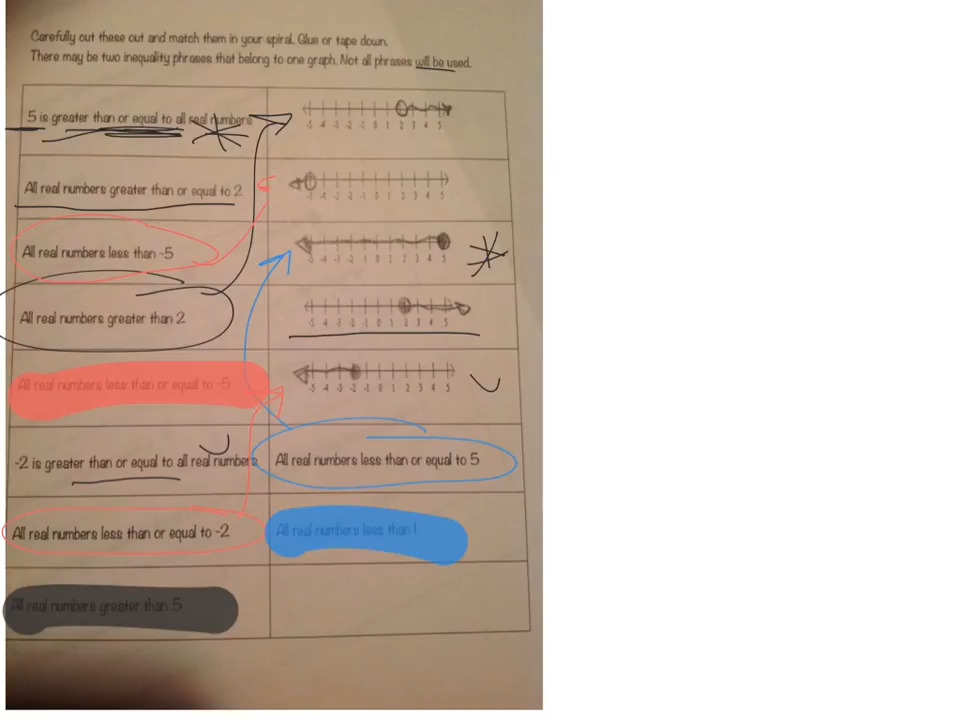 Carefully cut these out and match them in your spiral. Glue or tape down.
There may be two inequality phrases that belong to one graph. Not all phrases will be used.
5 is greater than or equal to all real numbers
-5 -4 -3 -2 -1 0 1 2 3 4 5
All real numbers greater than or equal to 2
-5 -4 -3 -2 -1 0 1 2 3 4 5
All real numbers less than -5
-5 -4 -3 -2 -1 0 1 2 3 4 5
All real numbers greater than 2
-5 -4 -3 -2 -1 0 1 2 3 4 5
All real numbers less than or equal to -5
-5 -4 -3 -2 -1 0 1 2 3 4 5
-2 is greater than or equal to all real numbers
All real numbers less than or equal to 5
All real numbers less than or equal to -2
All real numbers less than 1
All real numbers greater than 5